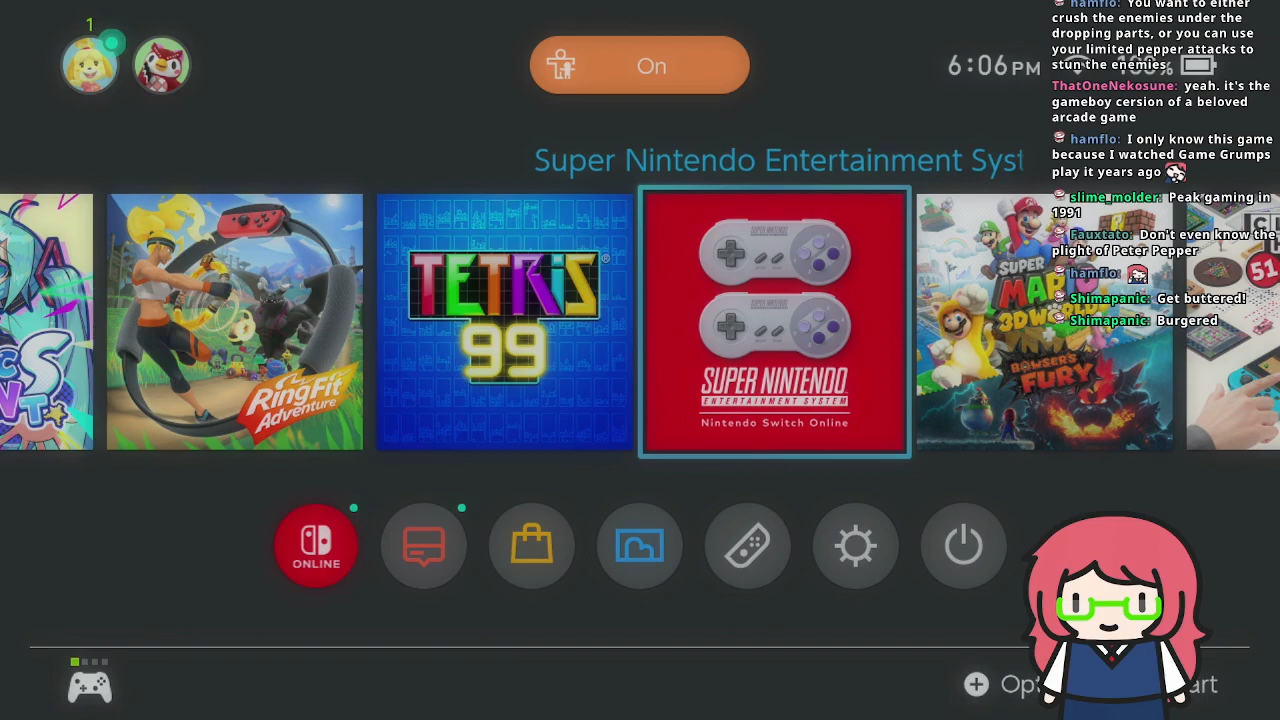 1
On
6:06 PM
100%
hamflo: You want to either
crush the enemies under the
dropping parts, or you can use
your limited pepper attacks to
stun the enemies
ThatOneNekosune: yeah. it's the
gameboy cersion of a beloved
arcade game
hamflo: I only know this game
because I watched Game Grumps
play it years ago
slime_molder: Peak gaming in
1991
Fauxtato: Don't even know the
plight of Peter Pepper
hamflo:
Shimapanic: Get buttered!
Shimapanic: Burgered
Super Nintendo Entertainment Syst
RingFit
Adventure
TETRIS®
99
SUPER NINTENDO
ENTERTAINMENT SYSTEM
Nintendo Switch Online
SUPER
MARIO
3D WORLD
BOWSER'S
FURY
51
ONLINE